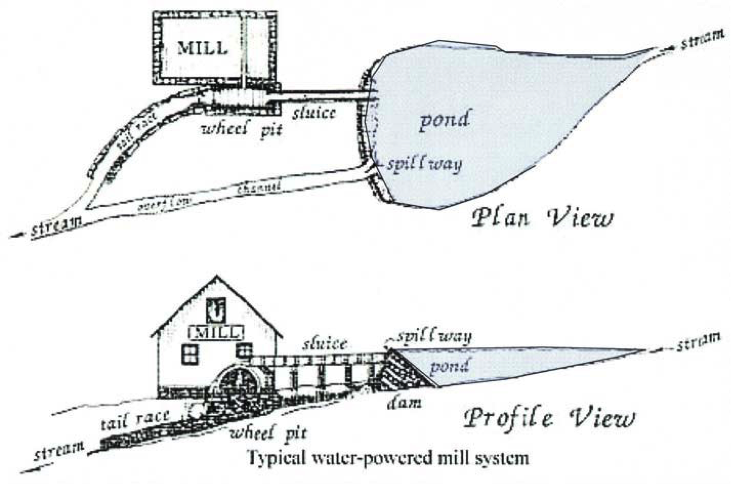 MILL
stream
sluice
pond
tail race
wheel pit
spillway
overflow channel
stream
Plan View
MILL
sluice
spillway
stream
pond
dam
tail race
wheel pit
Profile View
stream
Typical water-powered mill system